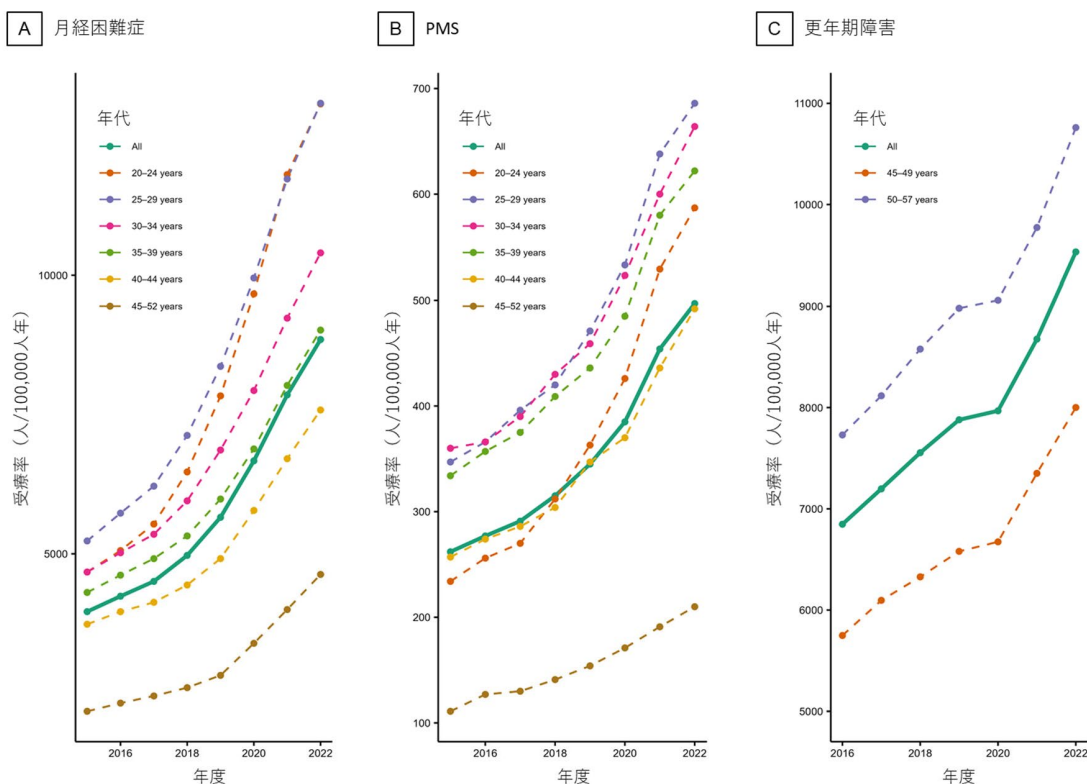 A 月経困難症
年代
All
20–24 years
25–29 years
30–34 years
35–39 years
40–44 years
45–52 years
受療率（人/100,000人年）
10000
5000
2016 2018 2020 2022
年度
B PMS
年代
All
20–24 years
25–29 years
30–34 years
35–39 years
40–44 years
45–52 years
受療率（人/100,000人年）
700
600
500
400
300
200
100
2016 2018 2020 2022
年度
C 更年期障害
年代
All
45–49 years
50–57 years
受療率（人/100,000人年）
11000
10000
9000
8000
7000
6000
5000
2016 2018 2020 2022
年度